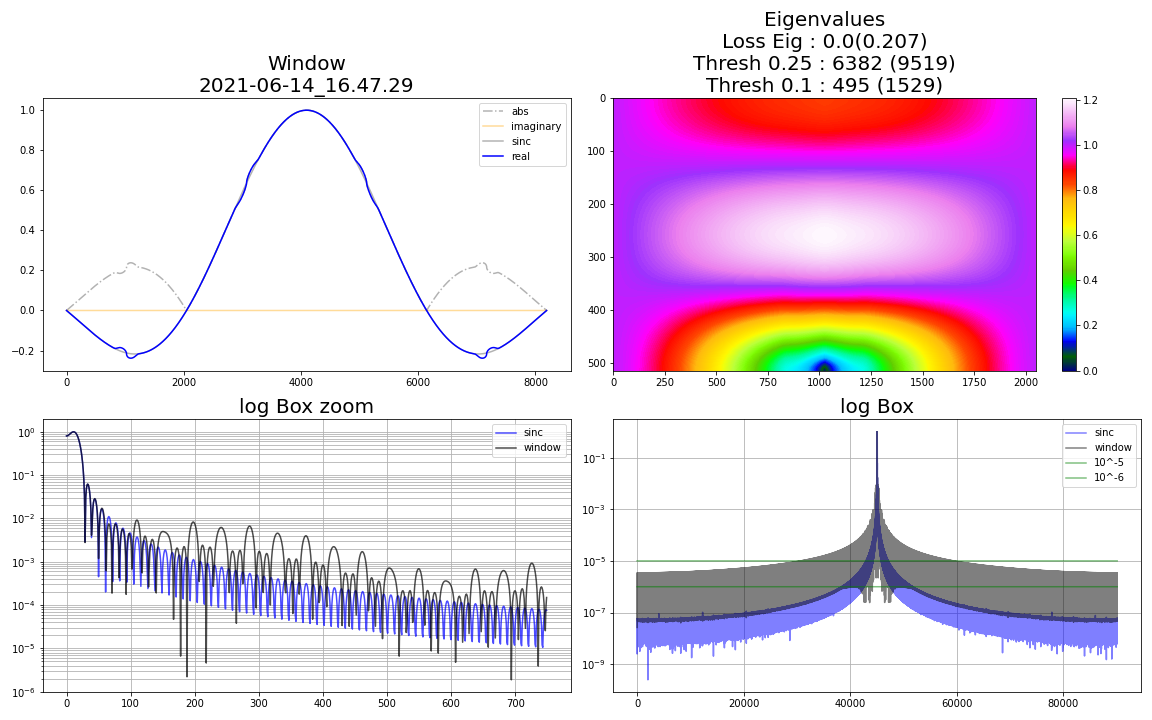 Window
2021-06-14_16.47.29
1.0
0.8
0.6
0.4
0.2
0.0
−0.2
0 2000 4000 6000 8000
abs
imaginary
sinc
real
Eigenvalues
Loss Eig : 0.0(0.207)
Thresh 0.25 : 6382 (9519)
Thresh 0.1 : 495 (1529)
0
100
200
300
400
500
0 250 500 750 1000 1250 1500 1750 2000
1.2
1.0
0.8
0.6
0.4
0.2
0.0
log Box zoom
10^0
10^-1
10^-2
10^-3
10^-4
10^-5
10^-6
0 100 200 300 400 500 600 700
sinc
window
log Box
10^-1
10^-3
10^-5
10^-7
10^-9
0 20000 40000 60000 80000
sinc
window
10^-5
10^-6